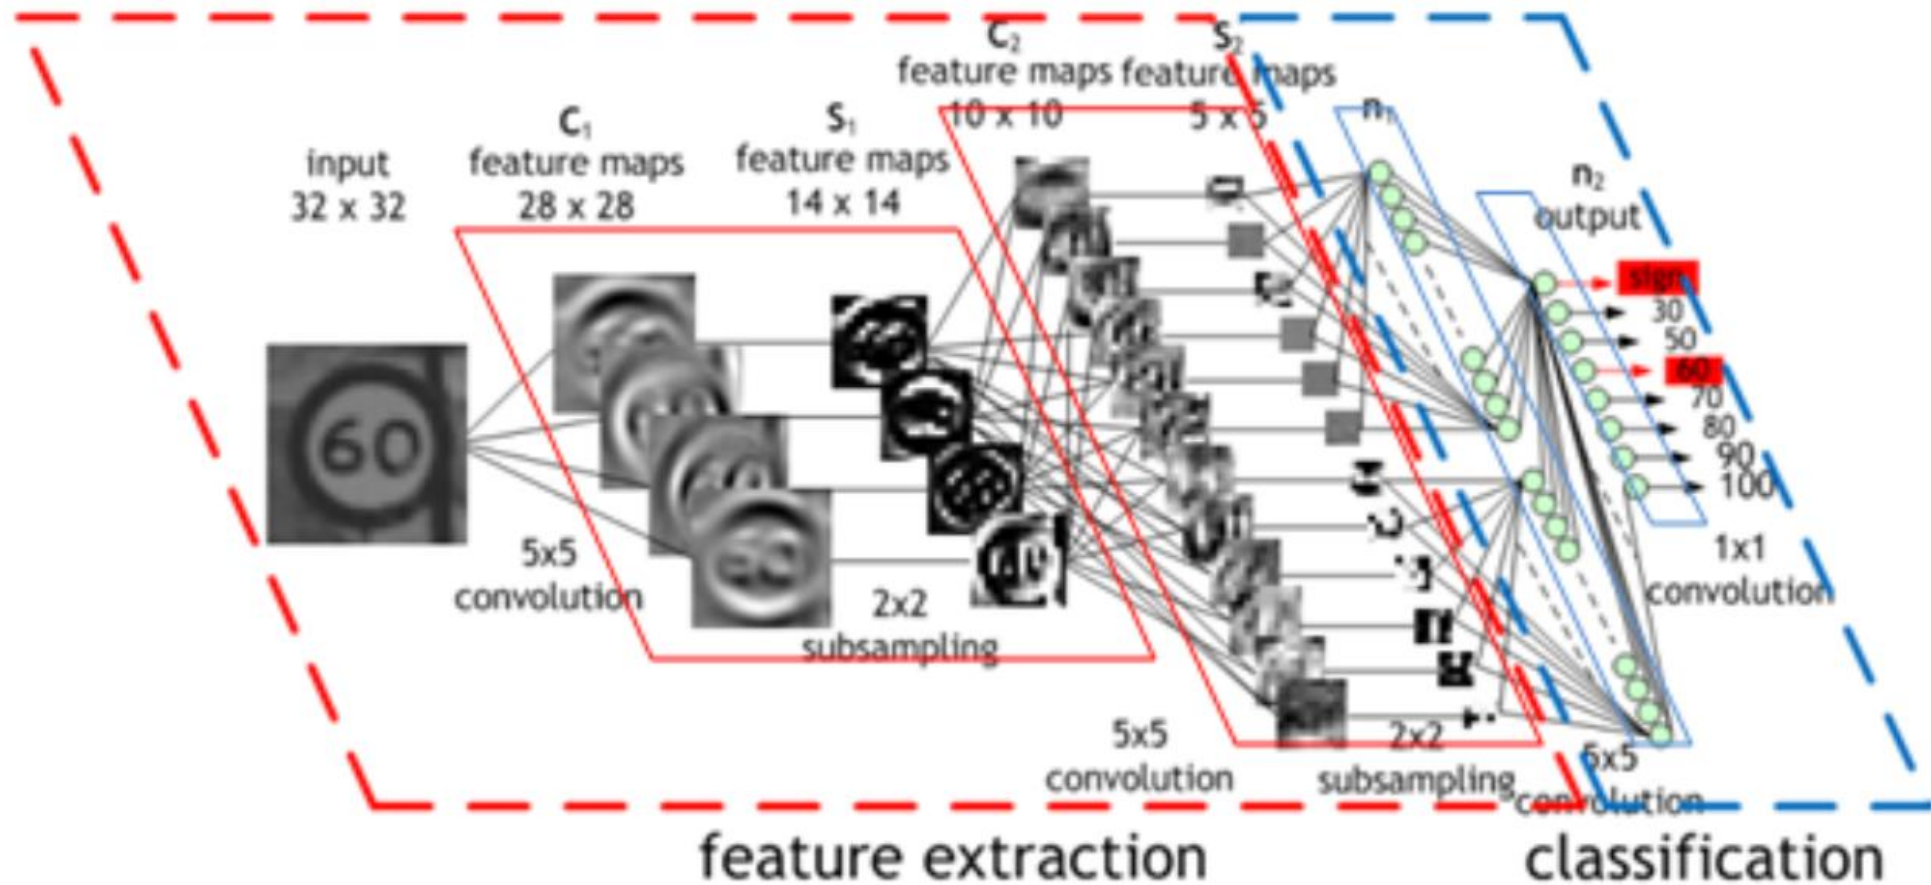 input
32 x 32
C₁
feature maps
28 x 28
S₁
feature maps
14 x 14
C₂
feature maps
10 x 10
S₂
feature maps
5 x 5
n₁
n₂
output
60
sign
30
50
60
70
80
90
100
5x5
convolution
2x2
subsampling
5x5
convolution
2x2
subsampling
5x5
convolution
1x1
convolution
feature extraction
classification